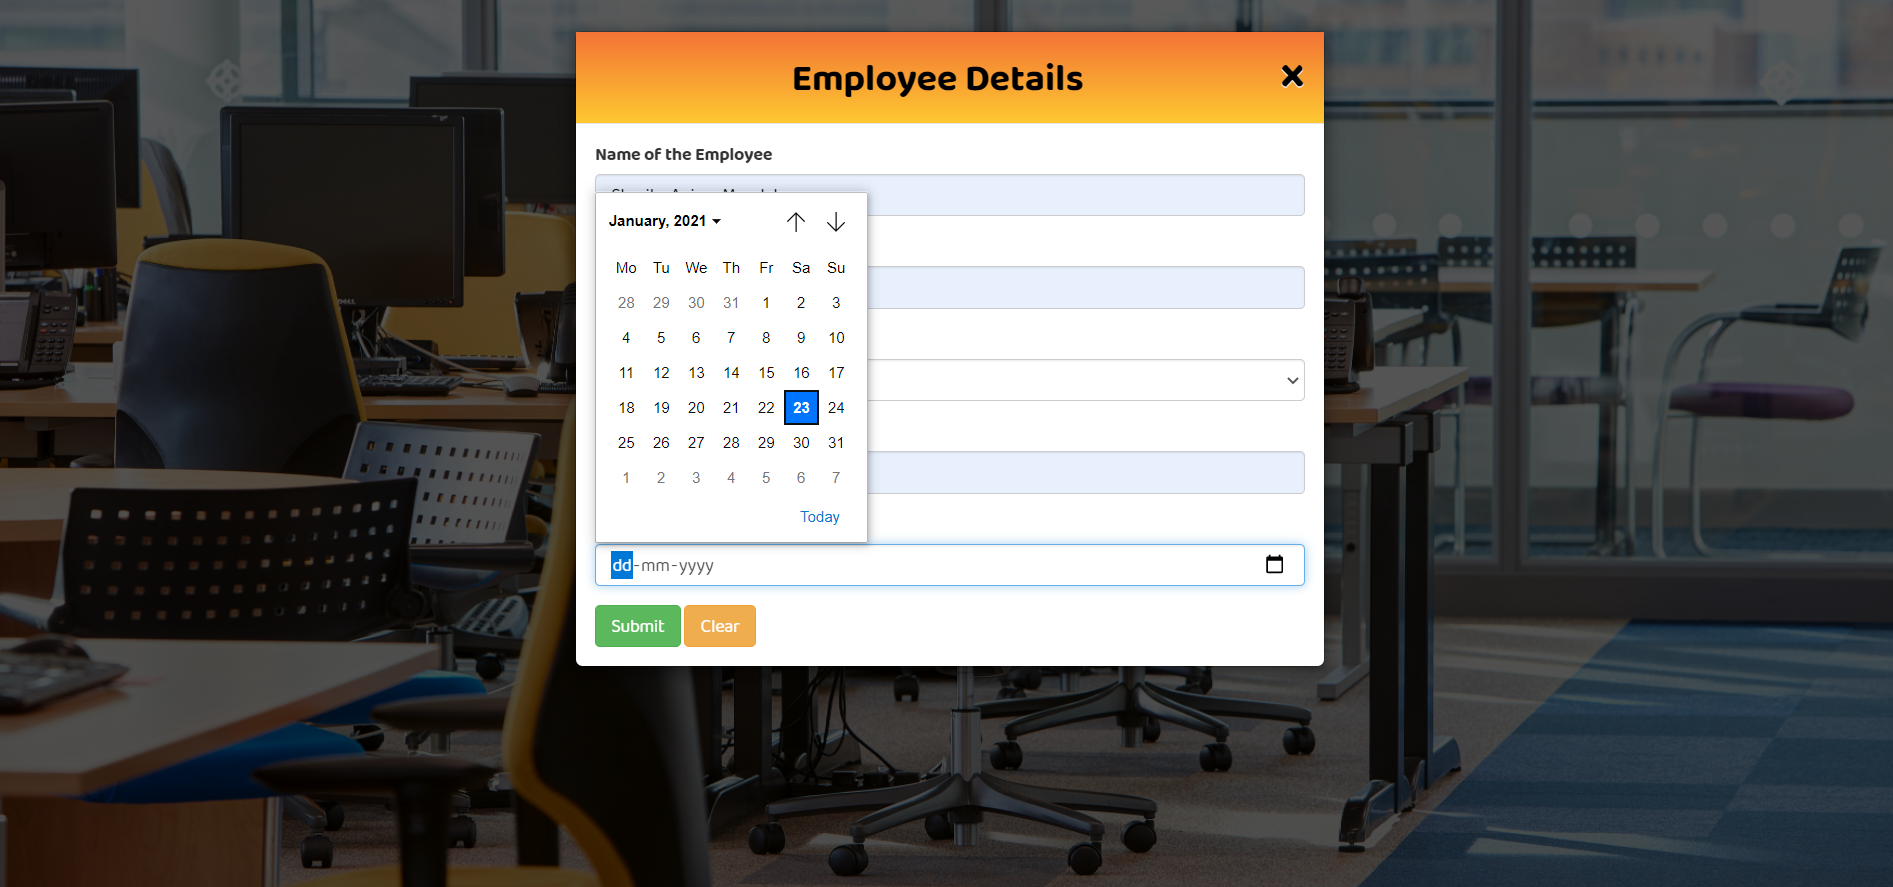 Employee Details
Name of the Employee
January, 2021
Mo Tu We Th Fr Sa Su
28 29 30 31 1 2 3
4 5 6 7 8 9 10
11 12 13 14 15 16 17
18 19 20 21 22 23 24
25 26 27 28 29 30 31
1 2 3 4 5 6 7
Today
dd-mm-yyyy
Submit Clear
DELL